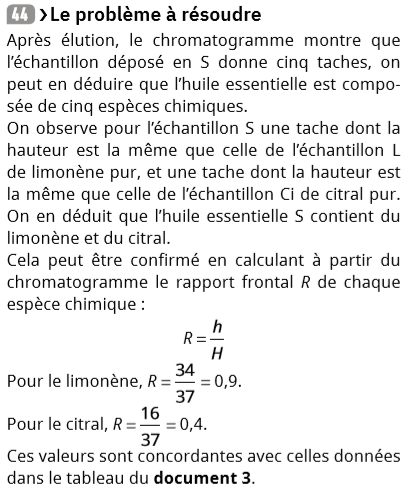 44 ❯Le problème à résoudre
Après élution, le chromatogramme montre que
l’échantillon déposé en S donne cinq taches, on
peut en déduire que l’huile essentielle est compo-
sée de cinq espèces chimiques.
On observe pour l’échantillon S une tache dont la
hauteur est la même que celle de l’échantillon L
de limonène pur, et une tache dont la hauteur est
la même que celle de l’échantillon Ci de citral pur.
On en déduit que l’huile essentielle S contient du
limonène et du citral.
Cela peut être confirmé en calculant à partir du
chromatogramme le rapport frontal R de chaque
espèce chimique :
R = h/H
Pour le limonène, R = 34/37 = 0,9.
Pour le citral, R = 16/37 = 0,4.
Ces valeurs sont concordantes avec celles données
dans le tableau du document 3.